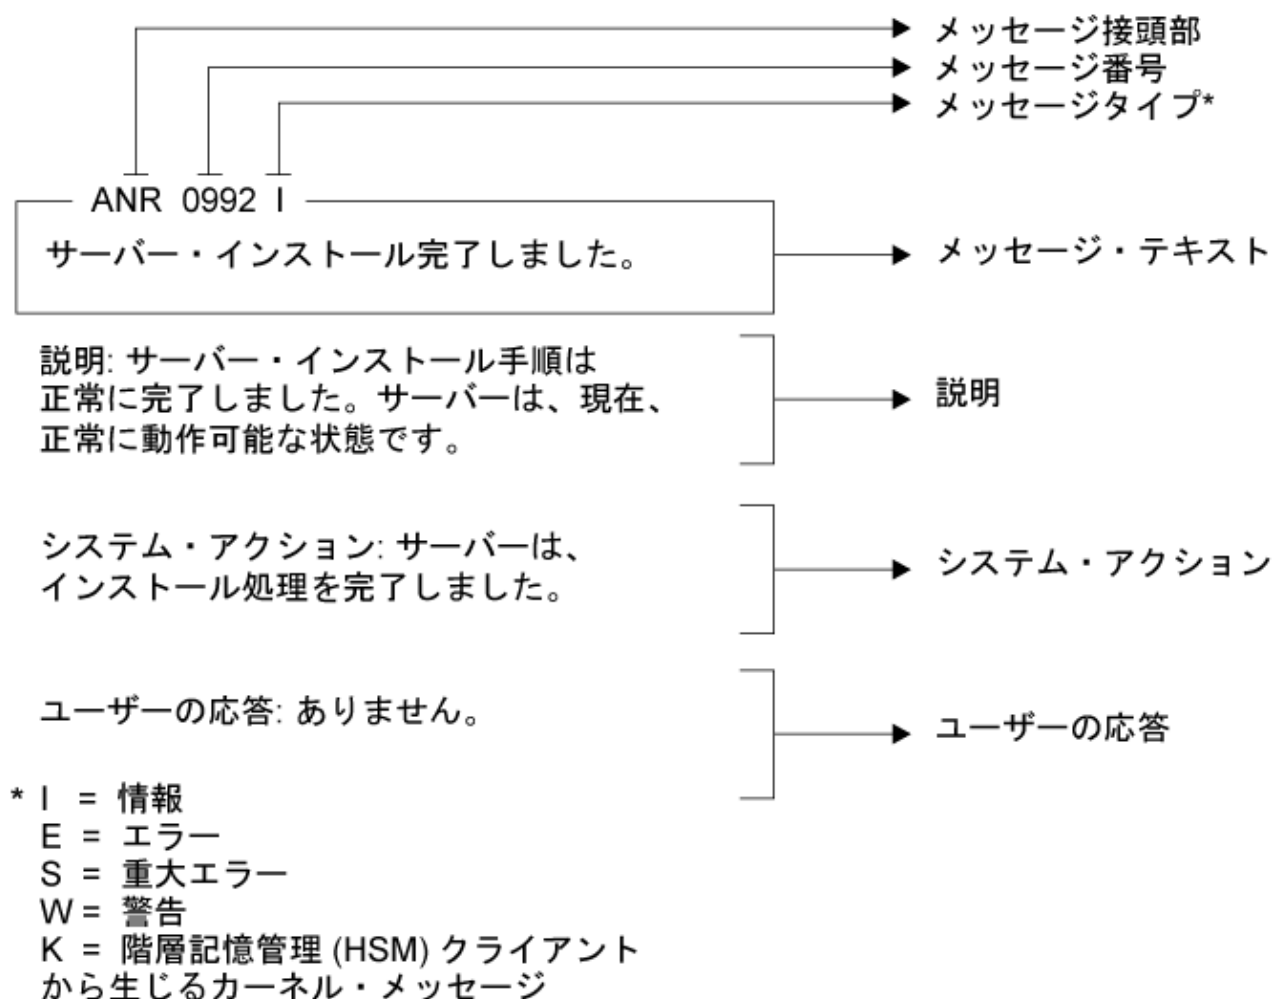 メッセージ接頭部
メッセージ番号
メッセージタイプ*
ANR 0992 I
サーバー・インストール完了しました。
メッセージ・テキスト
説明: サーバー・インストール手順は
正常に完了しました。サーバーは、現在、
正常に動作可能な状態です。
説明
システム・アクション: サーバーは、
インストール処理を完了しました。
システム・アクション
ユーザーの応答: ありません。
ユーザーの応答
* I = 情報
E = エラー
S = 重大エラー
W = 警告
K = 階層記憶管理 (HSM) クライアント
から生じるカーネル・メッセージ